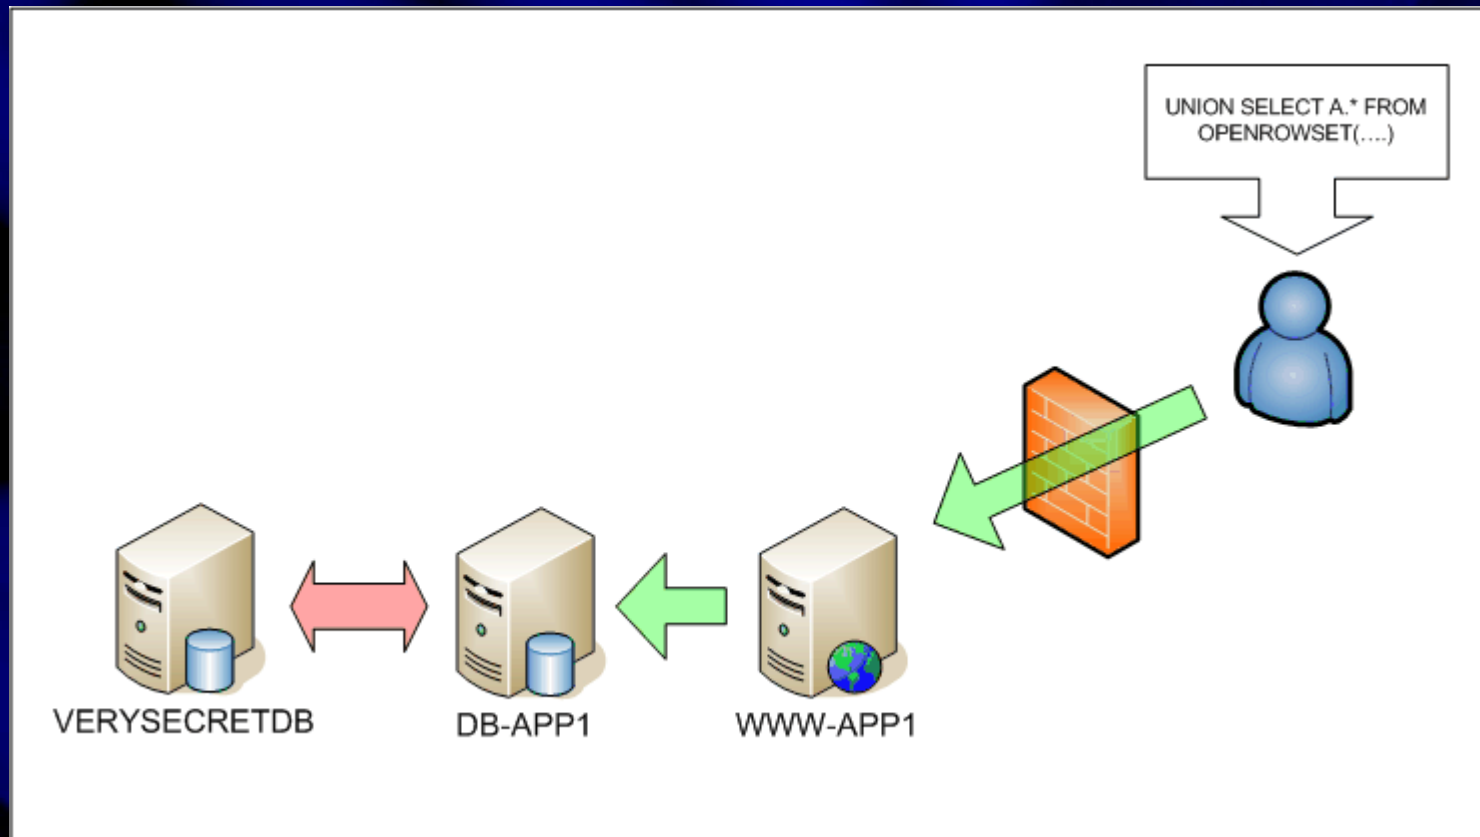 UNION SELECT A.* FROM
OPENROWSET(....)
VERYSECRETDB
DB-APP1
WWW-APP1